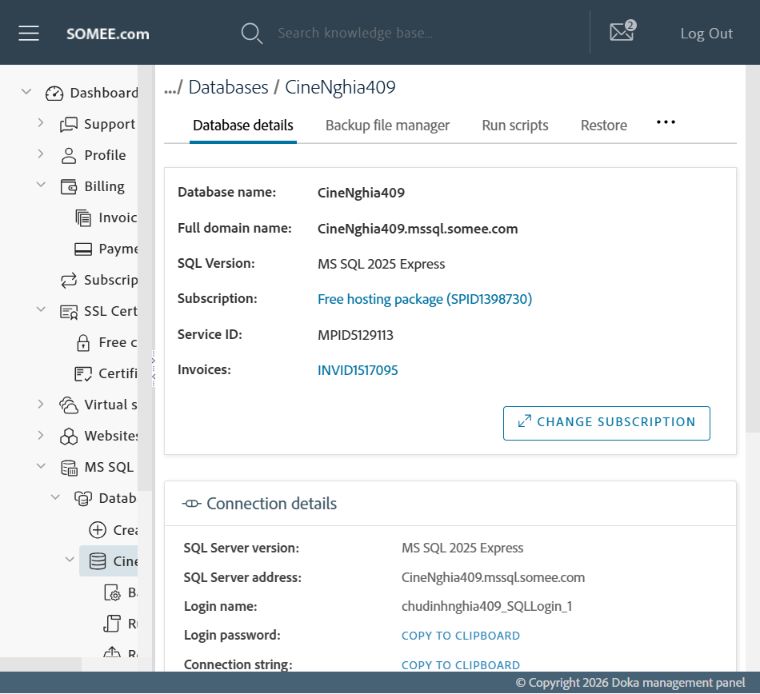 SOMEE.com
Search knowledge base...
2
Log Out
Dashboard
Support
Profile
Billing
Invoic
Payme
Subscrip
SSL Cert
Free c
Certifi
Virtual s
Websites
MS SQL
Datab
Crea
Cine
Ba
Re
.../ Databases / CineNghia409
Database details
Backup file manager
Run scripts
Restore
...
Database name: CineNghia409
Full domain name: CineNghia409.mssql.somee.com
SQL Version: MS SQL 2025 Express
Subscription: Free hosting package (SPID1398730)
Service ID: MPID5129113
Invoices: INVID1517095
CHANGE SUBSCRIPTION
Connection details
SQL Server version: MS SQL 2025 Express
SQL Server address: CineNghia409.mssql.somee.com
Login name: chudinhnghia409_SQLLogin_1
Login password: COPY TO CLIPBOARD
Connection string: COPY TO CLIPBOARD
© Copyright 2026 Doka management panel